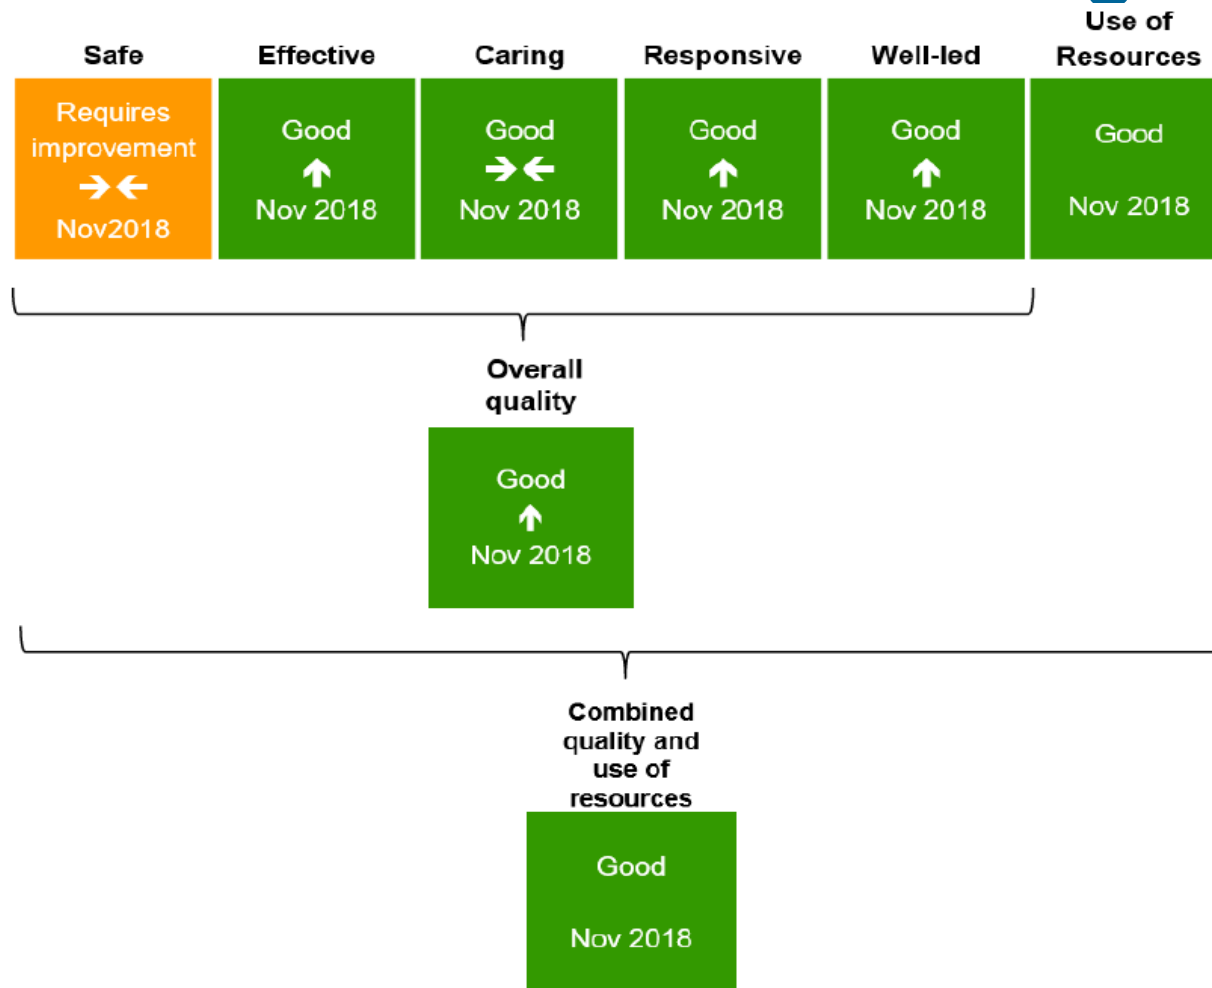 Safe
Effective
Caring
Responsive
Well-led
Use of
Resources
Requires
improvement
Nov2018
Good
Nov 2018
Good
Nov 2018
Good
Nov 2018
Good
Nov 2018
Good
Nov 2018
Overall
quality
Good
Nov 2018
Combined
quality and
use of
resources
Good
Nov 2018